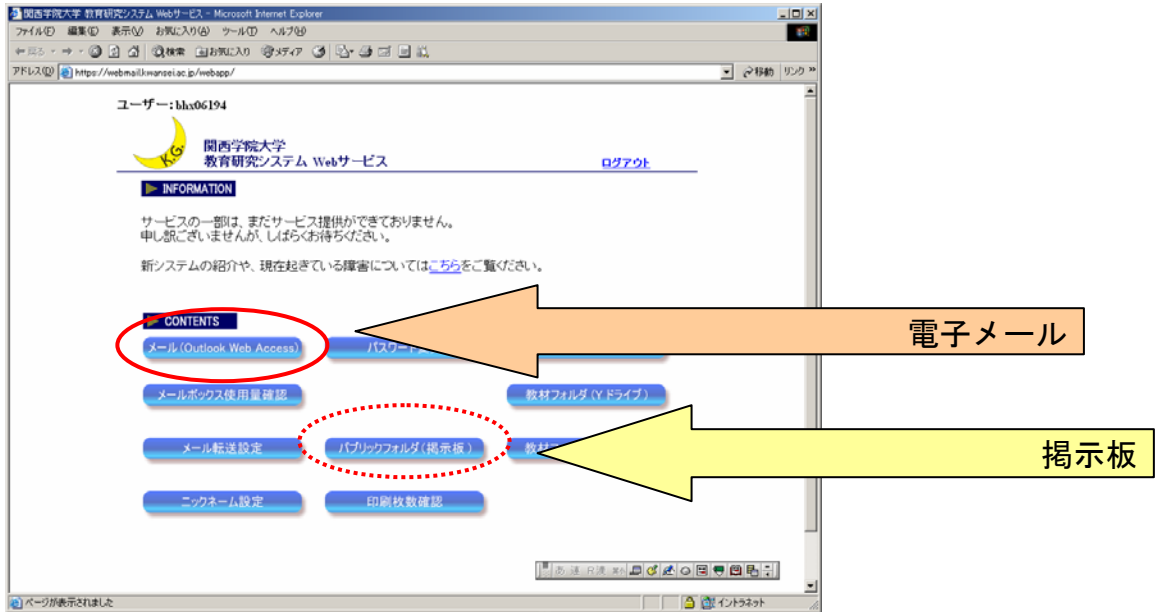 関西学院大学 教育研究システム Webサービス - Microsoft Internet Explorer
ファイル(F) 編集(E) 表示(V) お気に入り(A) ツール(T) ヘルプ(H)
戻る 検索 お気に入り メディア
アドレス(D) https://webmail.kwansei.ac.jp/webapp/ 移動 リンク »
ユーザー:bhx06194
K.G. 関西学院大学
教育研究システム Webサービス ログアウト
INFORMATION
サービスの一部は、まだサービス提供ができておりません。
申し訳ございませんが、しばらくお待ちください。
新システムの紹介や、現在起きている障害についてはこちらをご覧ください。
CONTENTS
メール(Outlook Web Access) パスワード
電子メール
メールボックス使用量確認 教材フォルダ(Yドライブ)
メール転送設定 パブリックフォルダ(掲示板) 教材フ
掲示板
ニックネーム設定 印刷枚数確認
あ 連 R漢
ページが表示されました イントラネット